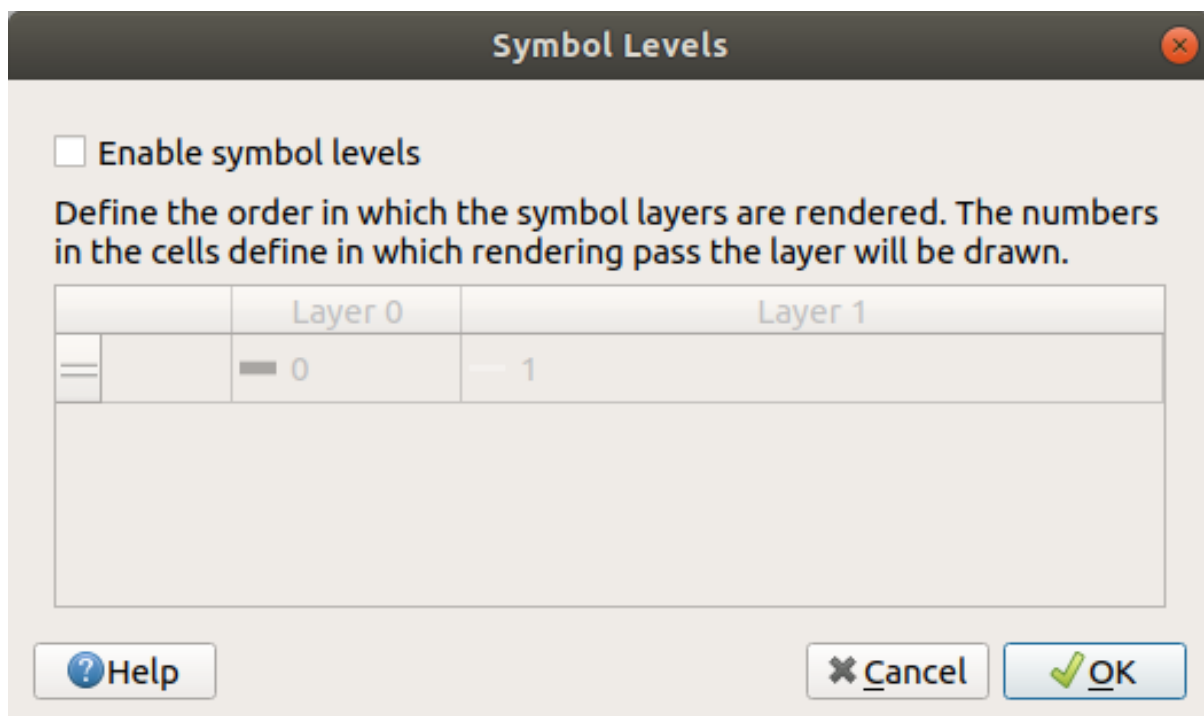 Symbol Levels
Enable symbol levels
Define the order in which the symbol layers are rendered. The numbers
in the cells define in which rendering pass the layer will be drawn.
Layer 0 Layer 1
0 1
Help Cancel OK